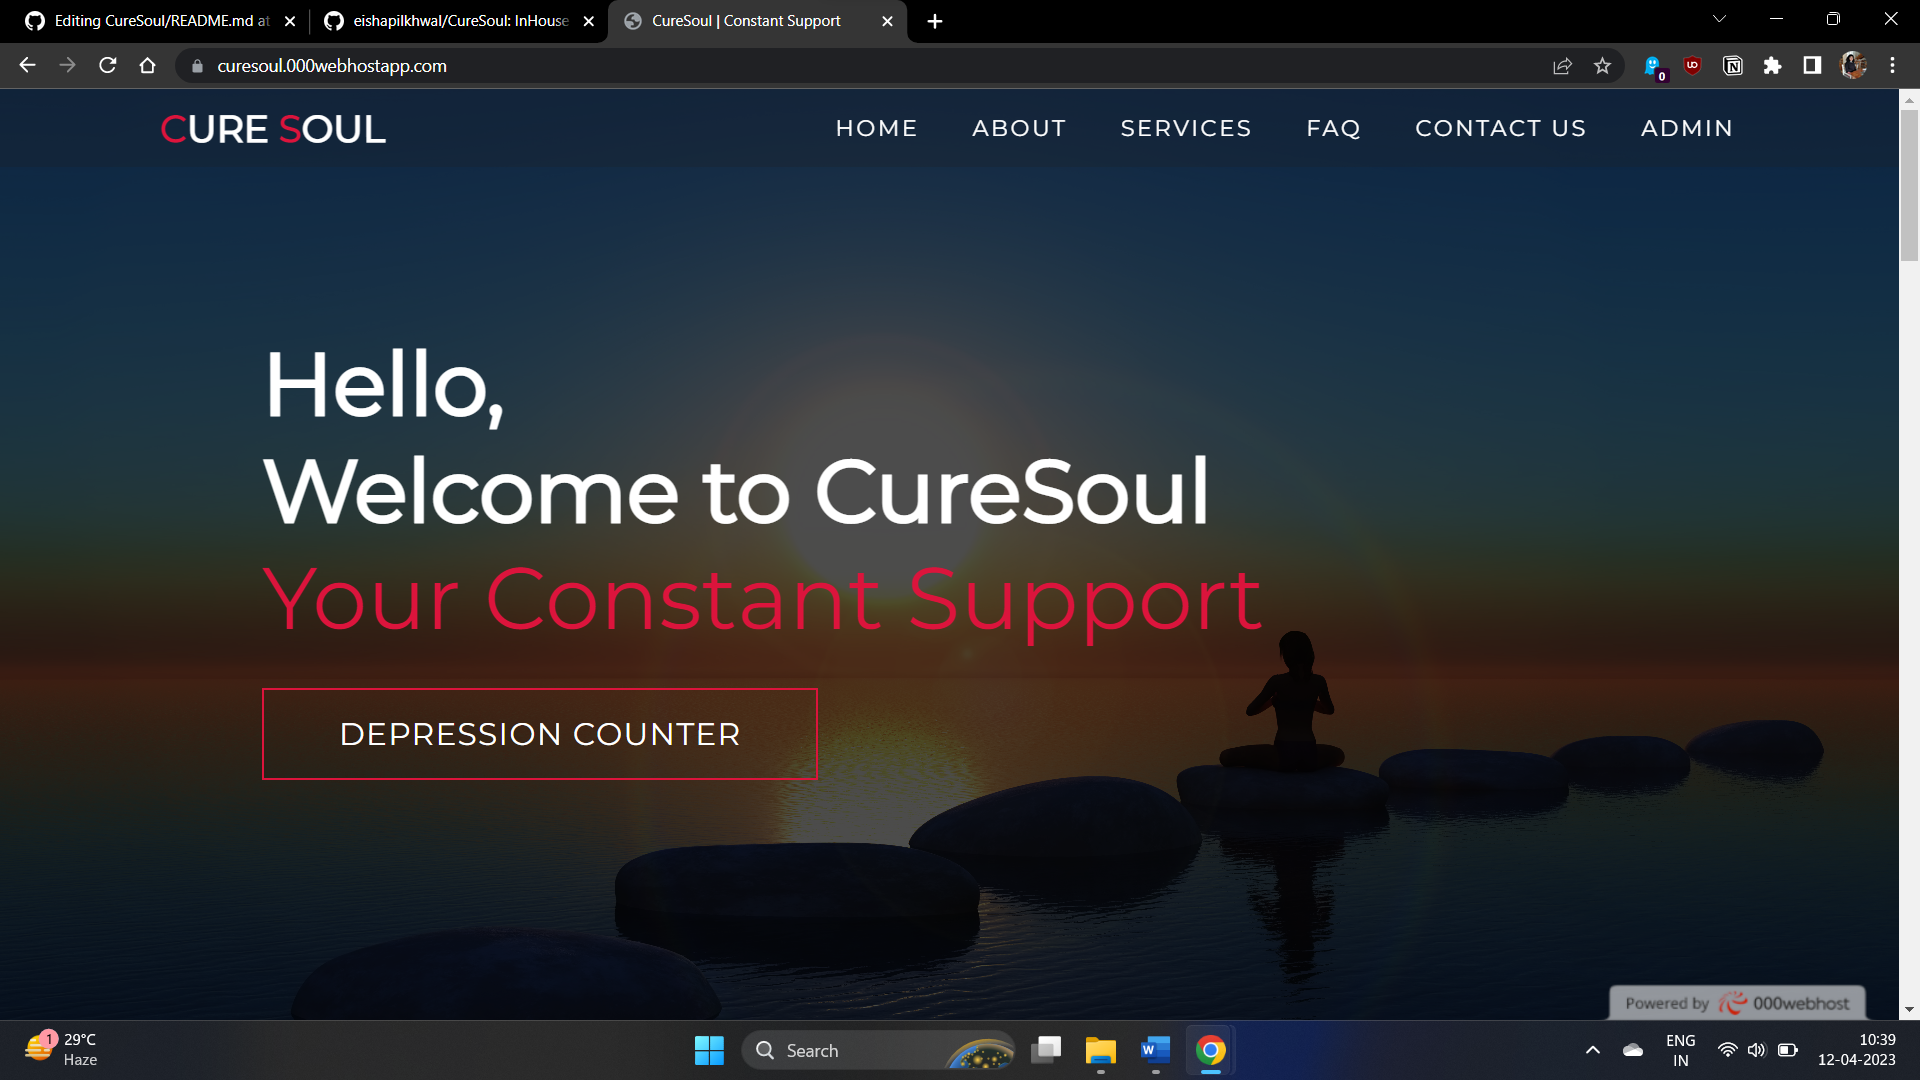 Editing CureSoul/README.md at
eishapilkhwal/CureSoul: InHouse
CureSoul | Constant Support
curesoul.000webhostapp.com
0
CURE SOUL
HOME
ABOUT
SERVICES
FAQ
CONTACT US
ADMIN
Hello,
Welcome to CureSoul
Your Constant Support
DEPRESSION COUNTER
Powered by 000webhost
1
29°C
Haze
Search
ENG
IN
10:39
12-04-2023